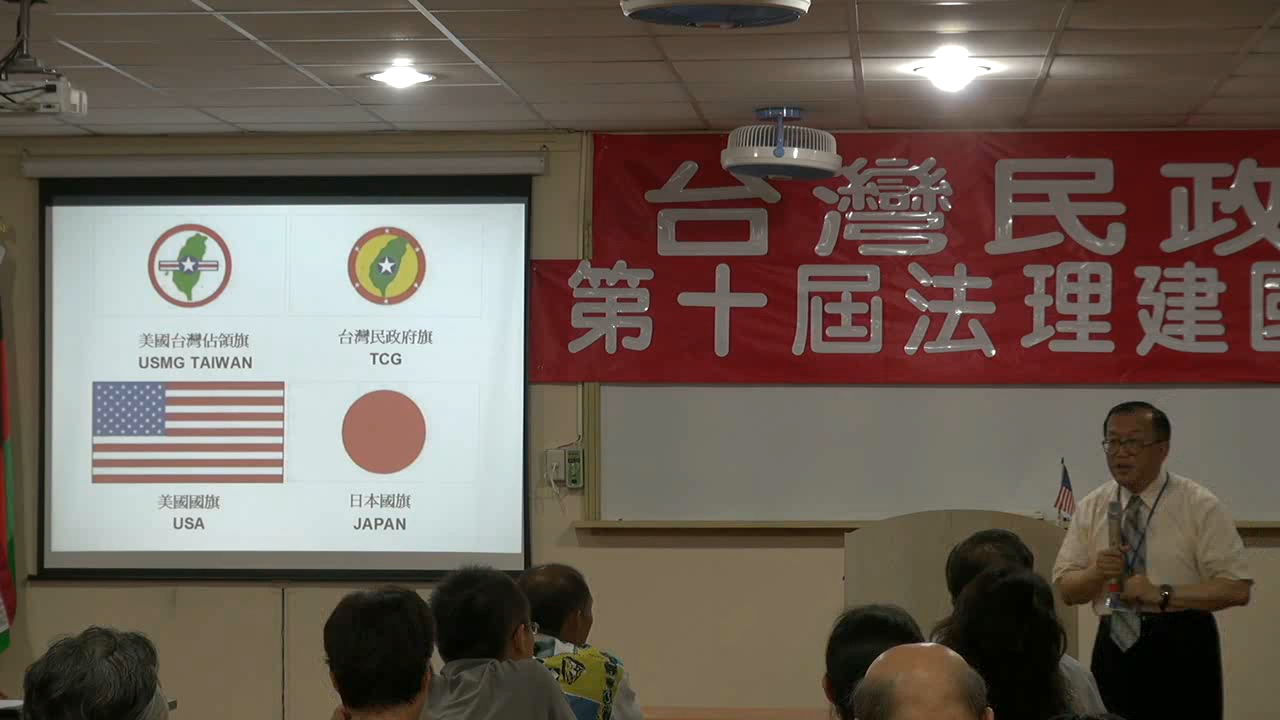 台灣民政
第十屆法理建國
美國台灣佔領旗
USMG TAIWAN
台灣民政府旗
TCG
美國國旗
USA
日本國旗
JAPAN